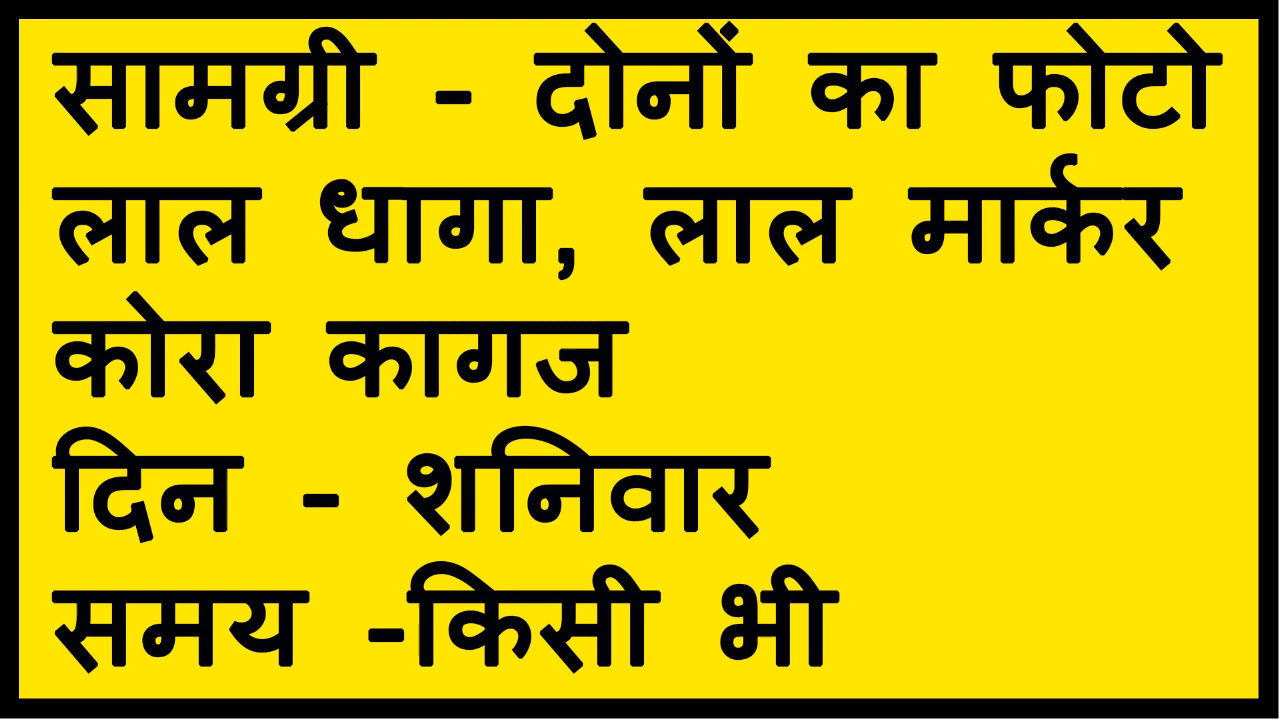 सामग्री - दोनों का फोटो
लाल धागा, लाल मार्कर
कोरा कागज
दिन - शनिवार
समय -किसी भी